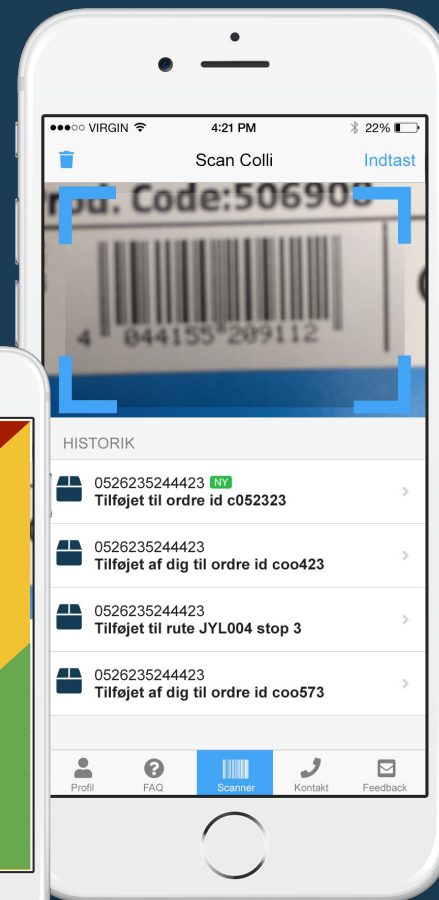 VIRGIN 4:21 PM 22%
Scan Colli Indtast
Prod. Code:506908
4 044155 209112
HISTORIK
0526235244423 NY
Tilføjet til ordre id c052323
0526235244423
Tilføjet af dig til ordre id coo423
0526235244423
Tilføjet til rute JYL004 stop 3
0526235244423
Tilføjet af dig til ordre id coo573
Profil FAQ Scanner Kontakt Feedback